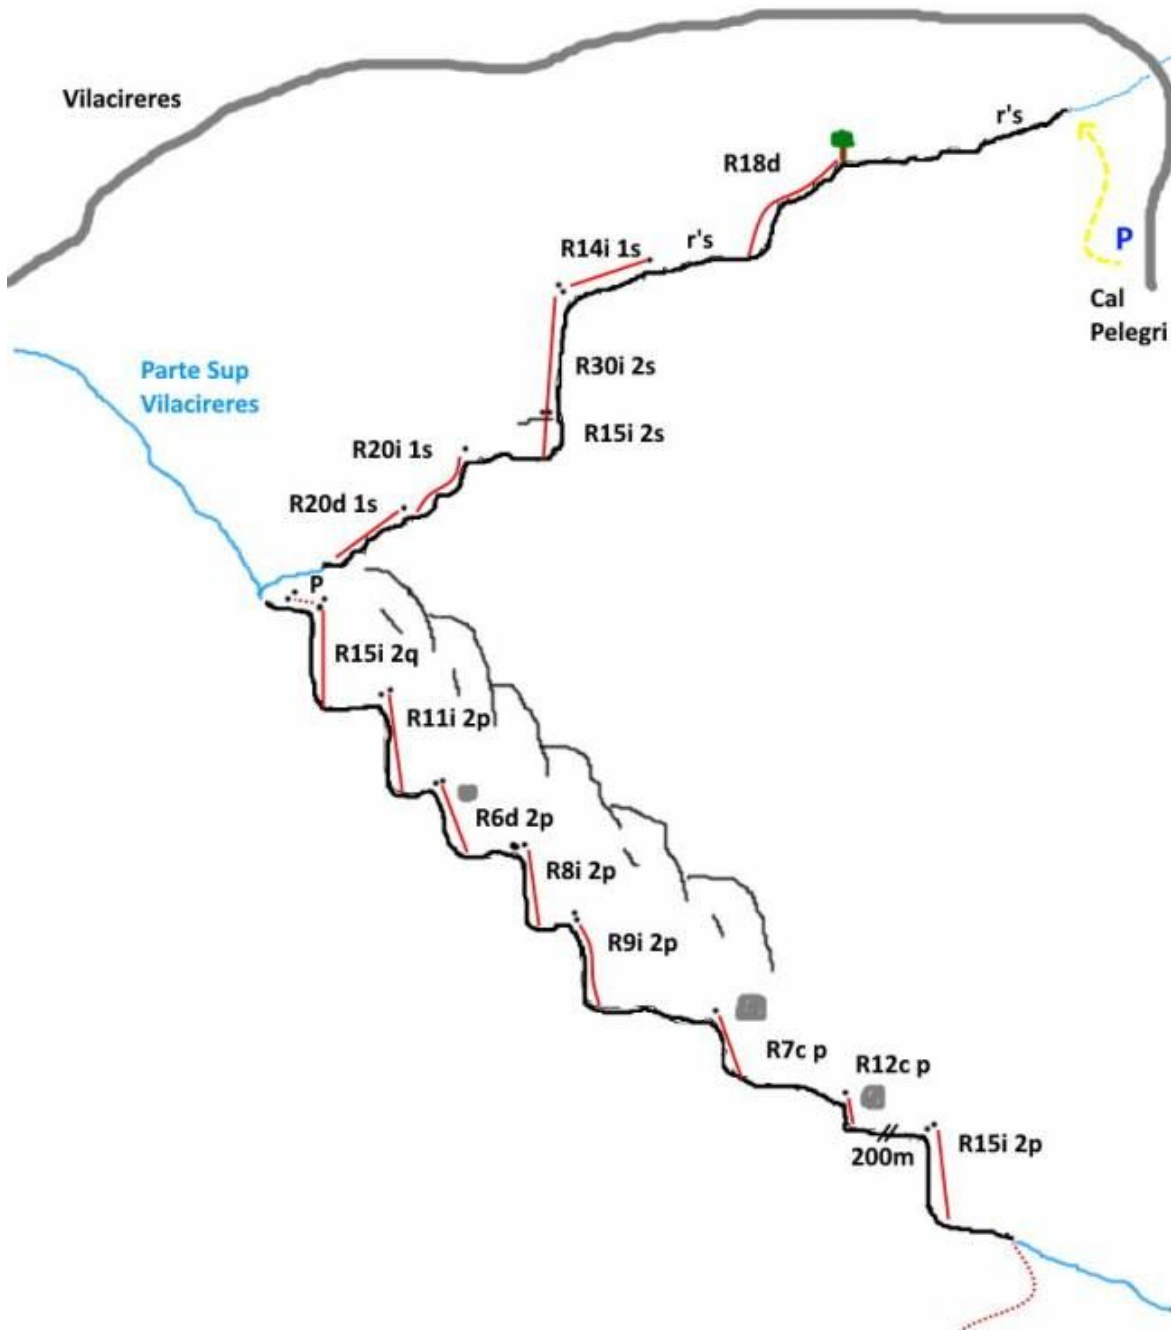 Vilacireres
r's
R18d
P
r's
R14i 1s
Cal
Pelegri
R30i 2s
Parte Sup
Vilacireres
R15i 2s
R20i 1s
R20d 1s
P
R15i 2q
R11i 2p
R6d 2p
R8i 2p
R9i 2p
R7c p
R12c p
200m
R15i 2p